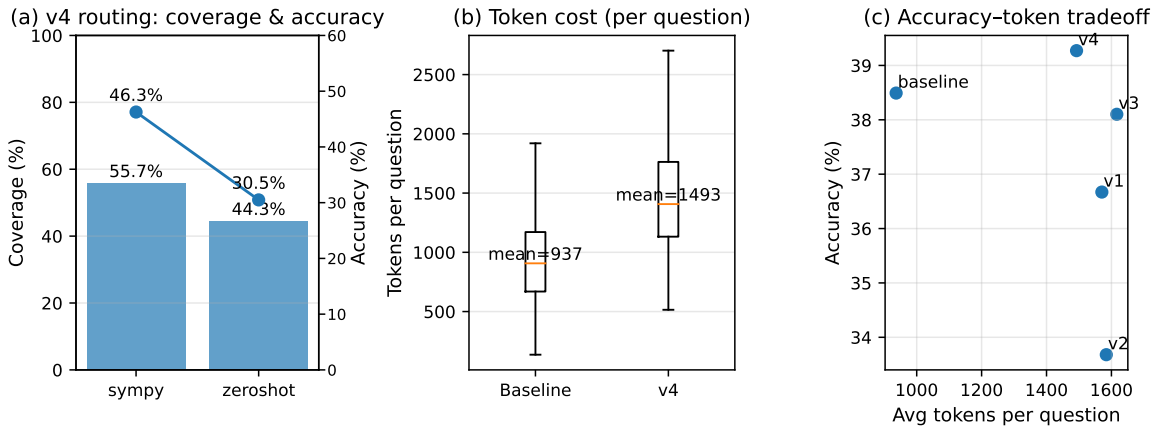 (a) v4 routing: coverage & accuracy
100
80
60
40
20
0
Coverage (%)
46.3%
55.7%
30.5%
44.3%
60
50
40
30
20
10
0
Accuracy (%)
sympy
zeroshot
(b) Token cost (per question)
2500
2000
1500
1000
500
Tokens per question
mean=937
mean=1493
Baseline
v4
(c) Accuracy–token tradeoff
39
38
37
36
35
34
Accuracy (%)
v4
baseline
v3
v1
v2
1000
1200
1400
1600
Avg tokens per question